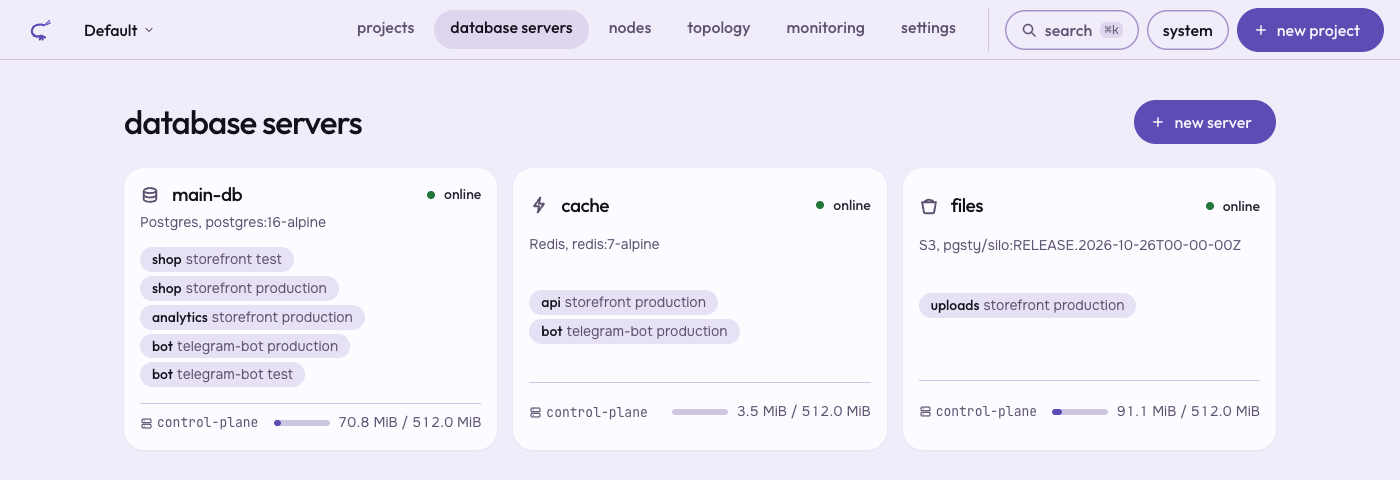 Default
projects
database servers
nodes
topology
monitoring
settings
search ⌘K
system
+ new project
database servers
+ new server
main-db
online
Postgres, postgres:16-alpine
shop storefront test
shop storefront production
analytics storefront production
bot telegram-bot production
bot telegram-bot test
control-plane
70.8 MiB / 512.0 MiB
cache
online
Redis, redis:7-alpine
api storefront production
bot telegram-bot production
control-plane
3.5 MiB / 512.0 MiB
files
online
S3, pgsty/silo:RELEASE.2026-10-26T00-00-00Z
uploads storefront production
control-plane
91.1 MiB / 512.0 MiB